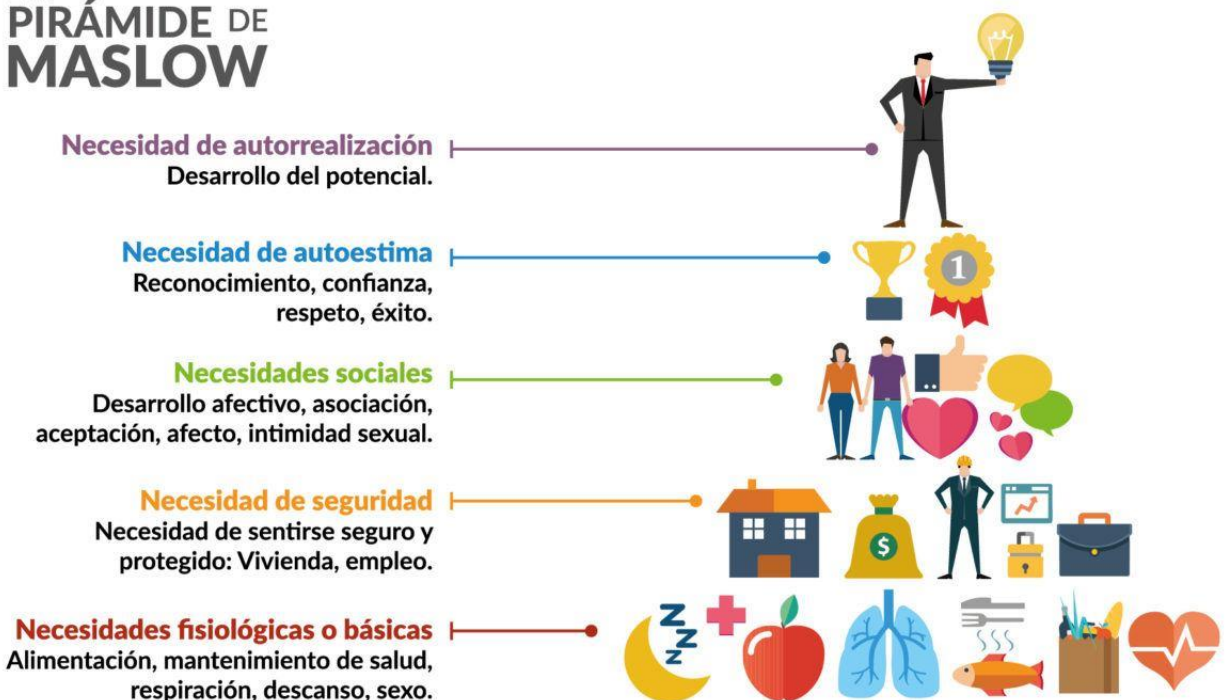 PIRÁMIDE DE
MASLOW
Necesidad de autorrealización
Desarrollo del potencial.
Necesidad de autoestima
Reconocimiento, confianza,
respeto, éxito.
1
Necesidades sociales
Desarrollo afectivo, asociación,
aceptación, afecto, intimidad sexual.
Necesidad de seguridad
Necesidad de sentirse seguro y
protegido: Vivienda, empleo.
$
Necesidades fisiológicas o básicas
Alimentación, mantenimiento de salud,
respiración, descanso, sexo.
Z
Z
Z
Z